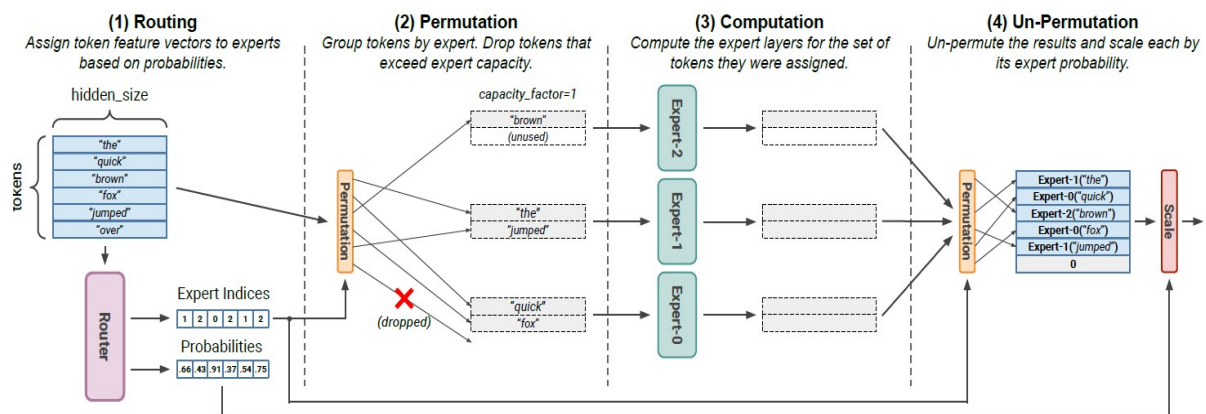 (1) Routing
Assign token feature vectors to experts
based on probabilities.
hidden_size
tokens
"the"
"quick"
"brown"
"fox"
"jumped"
"over"
Router
Expert Indices
1 2 0 2 1 2
Probabilities
.66 .43 .91 .37 .54 .75
(2) Permutation
Group tokens by expert. Drop tokens that
exceed expert capacity.
capacity_factor=1
Permutation
"brown"
(unused)
"the"
"jumped"
(dropped)
"quick"
"fox"
(3) Computation
Compute the expert layers for the set of
tokens they were assigned.
Expert-2
Expert-1
Expert-0
(4) Un-Permutation
Un-permute the results and scale each by
its expert probability.
Permutation
Expert-1("the")
Expert-0("quick")
Expert-2("brown")
Expert-0("fox")
Expert-1("jumped")
0
Scale